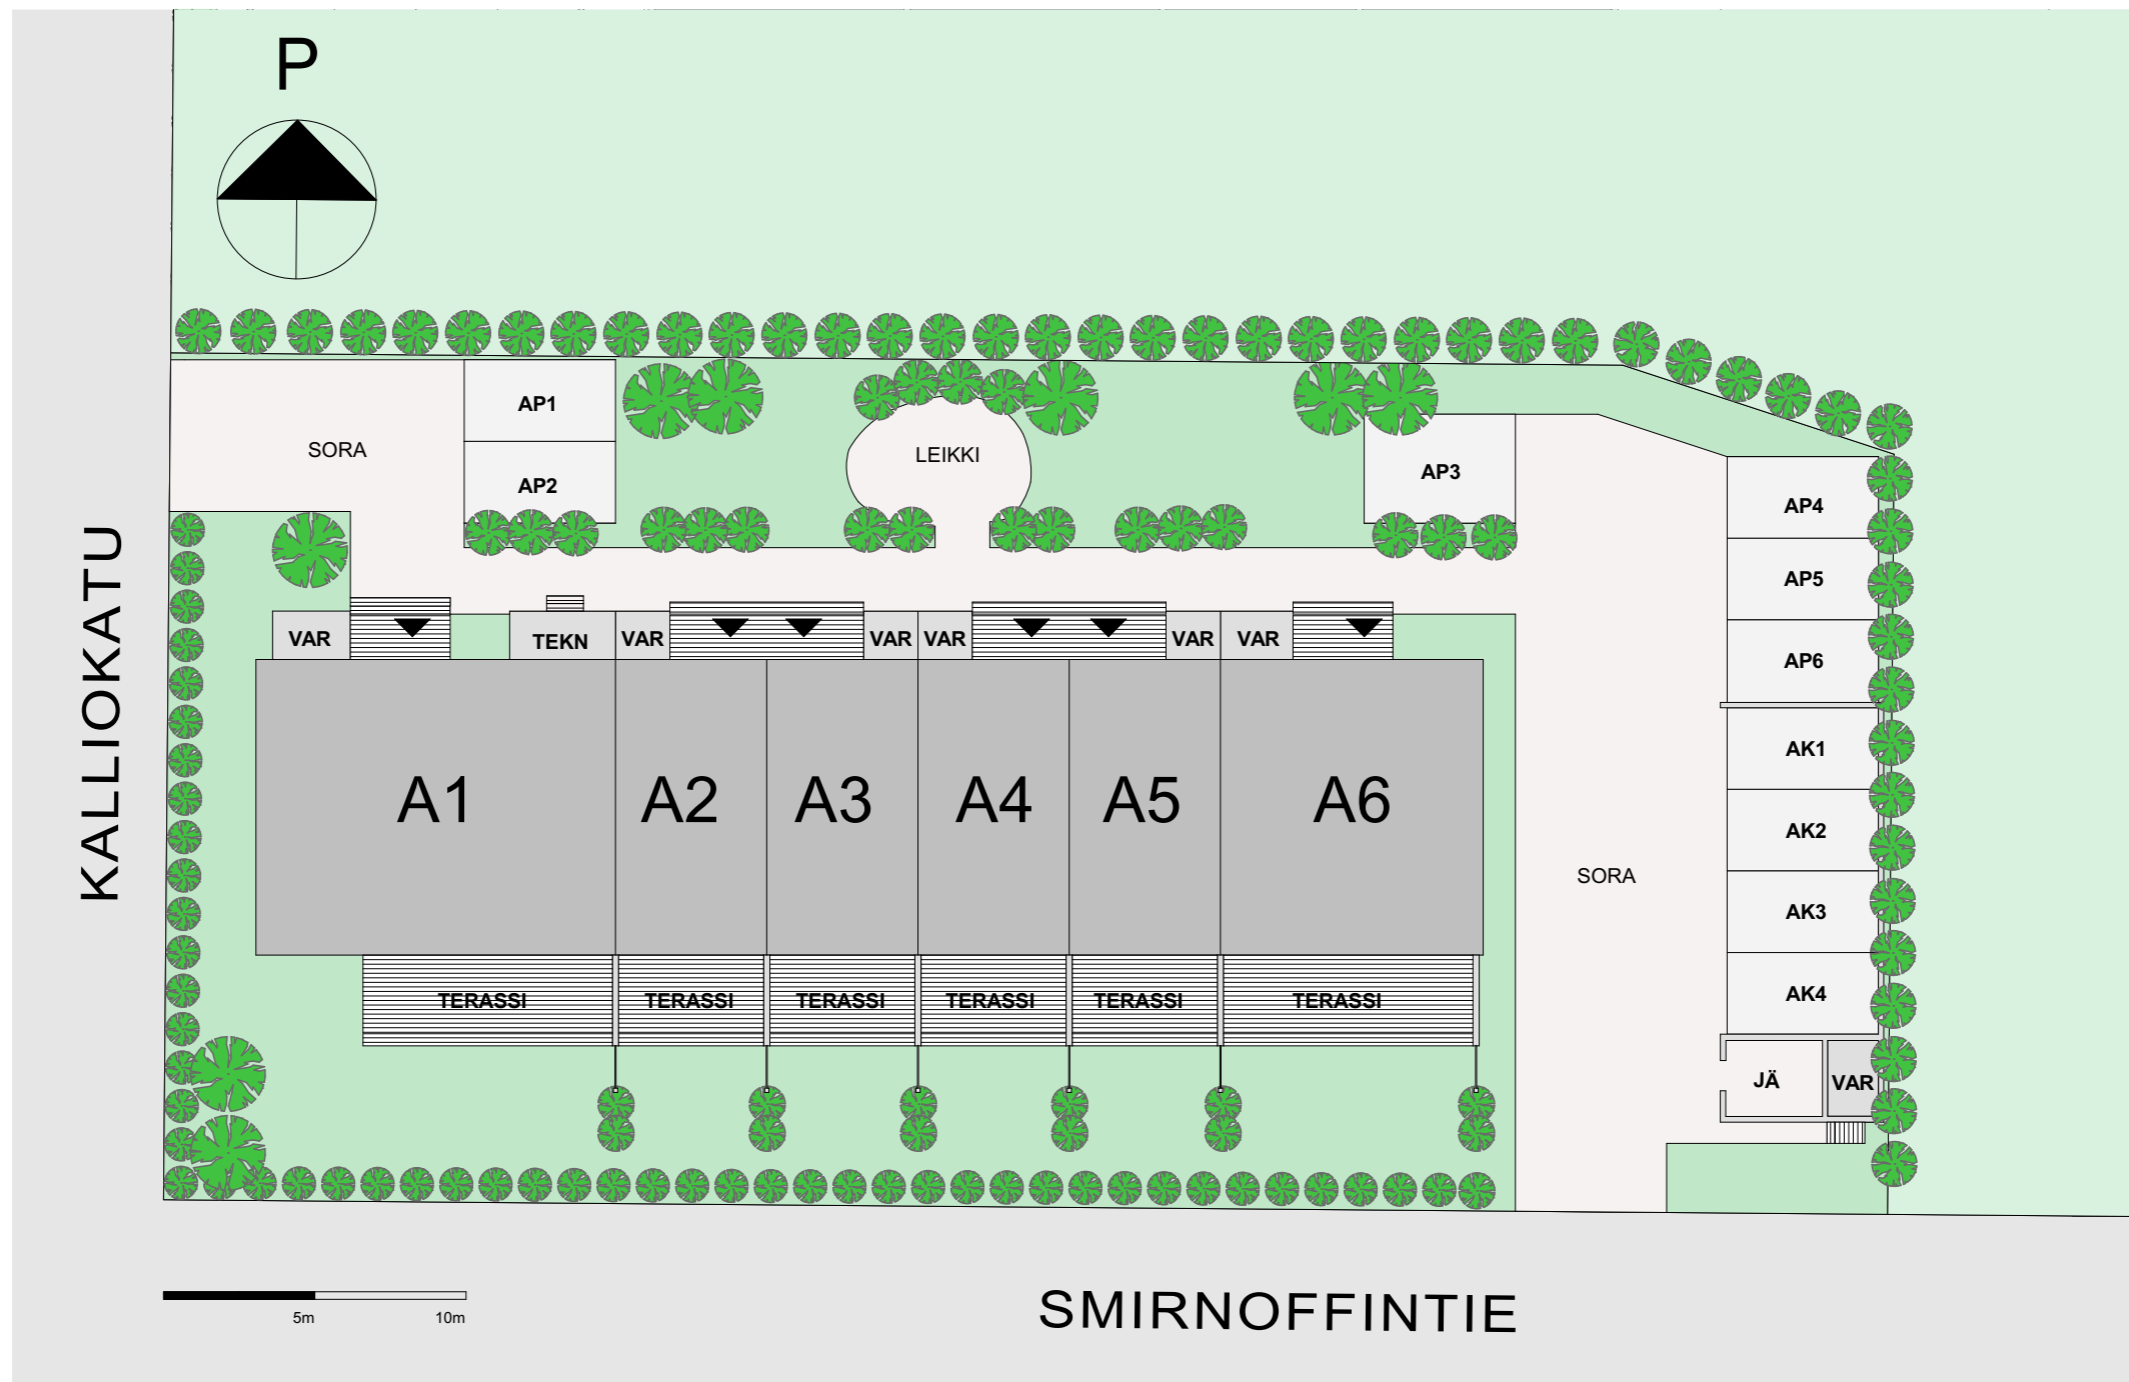 P
AP1
SORA
LEIKKI
AP2
AP3
AP4
AP5
AP6
VAR
TEKN
VAR
VAR
VAR
VAR
VAR
A1
A2
A3
A4
A5
A6
AK1
AK2
AK3
AK4
SORA
KALLIOKATU
TERASSI
TERASSI
TERASSI
TERASSI
TERASSI
TERASSI
JÄ
VAR
5m
10m
SMIRNOFFINTIE